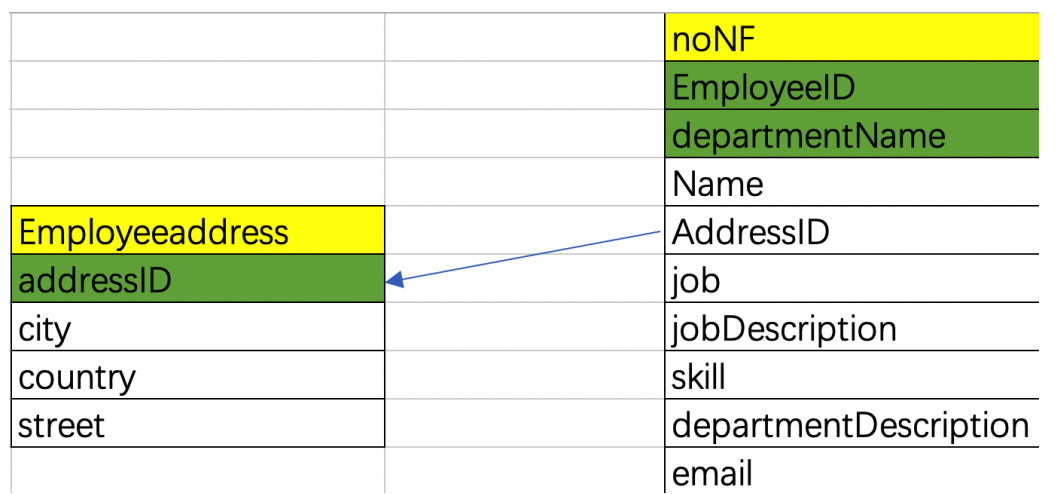 Employeeaddress
addressID
city
country
street
noNF
EmployeeID
departmentName
Name
AddressID
job
jobDescription
skill
departmentDescription
email